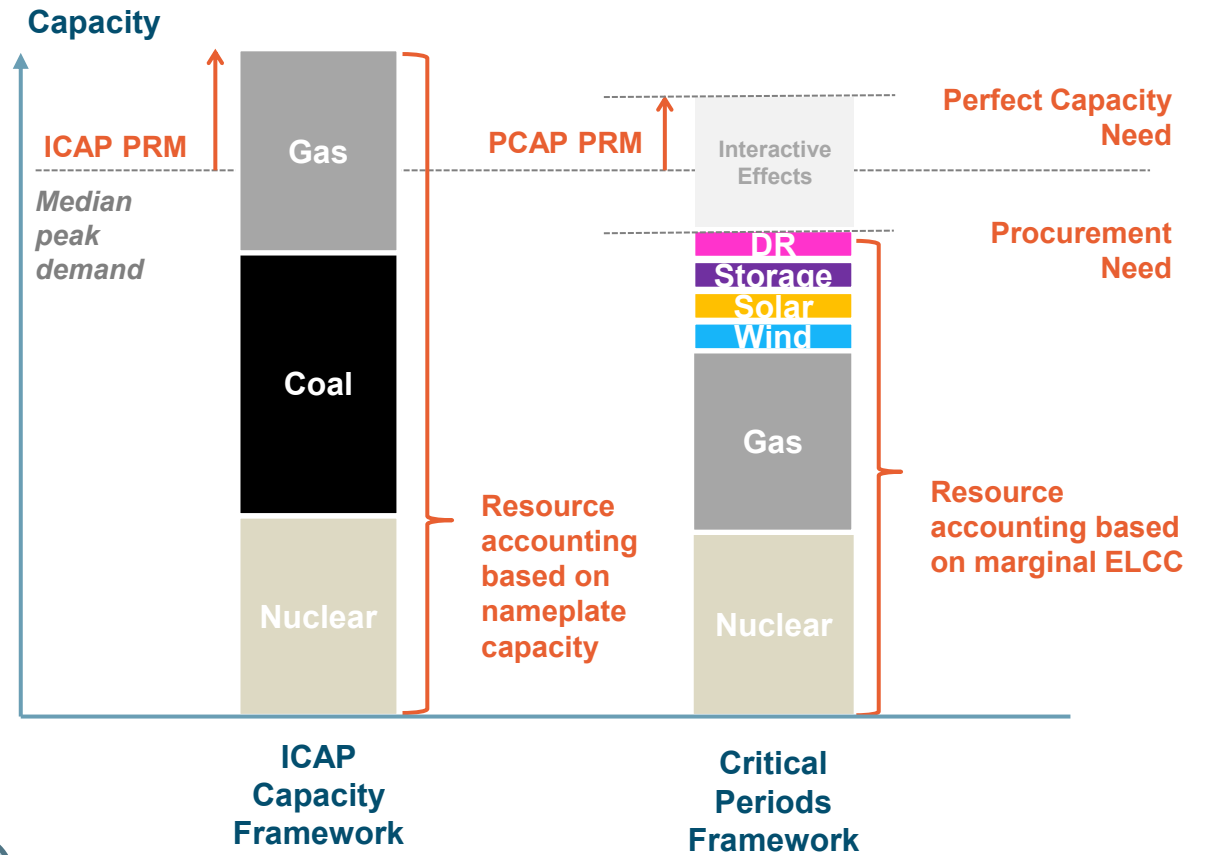 Capacity
ICAP PRM
Median
peak
demand
Gas
Coal
Nuclear
Resource
accounting
based on
nameplate
capacity
PCAP PRM
Interactive
Effects
DR
Storage
Solar
Wind
Gas
Nuclear
Perfect Capacity
Need
Procurement
Need
Resource
accounting based
on marginal ELCC
ICAP
Capacity
Framework
Critical
Periods
Framework